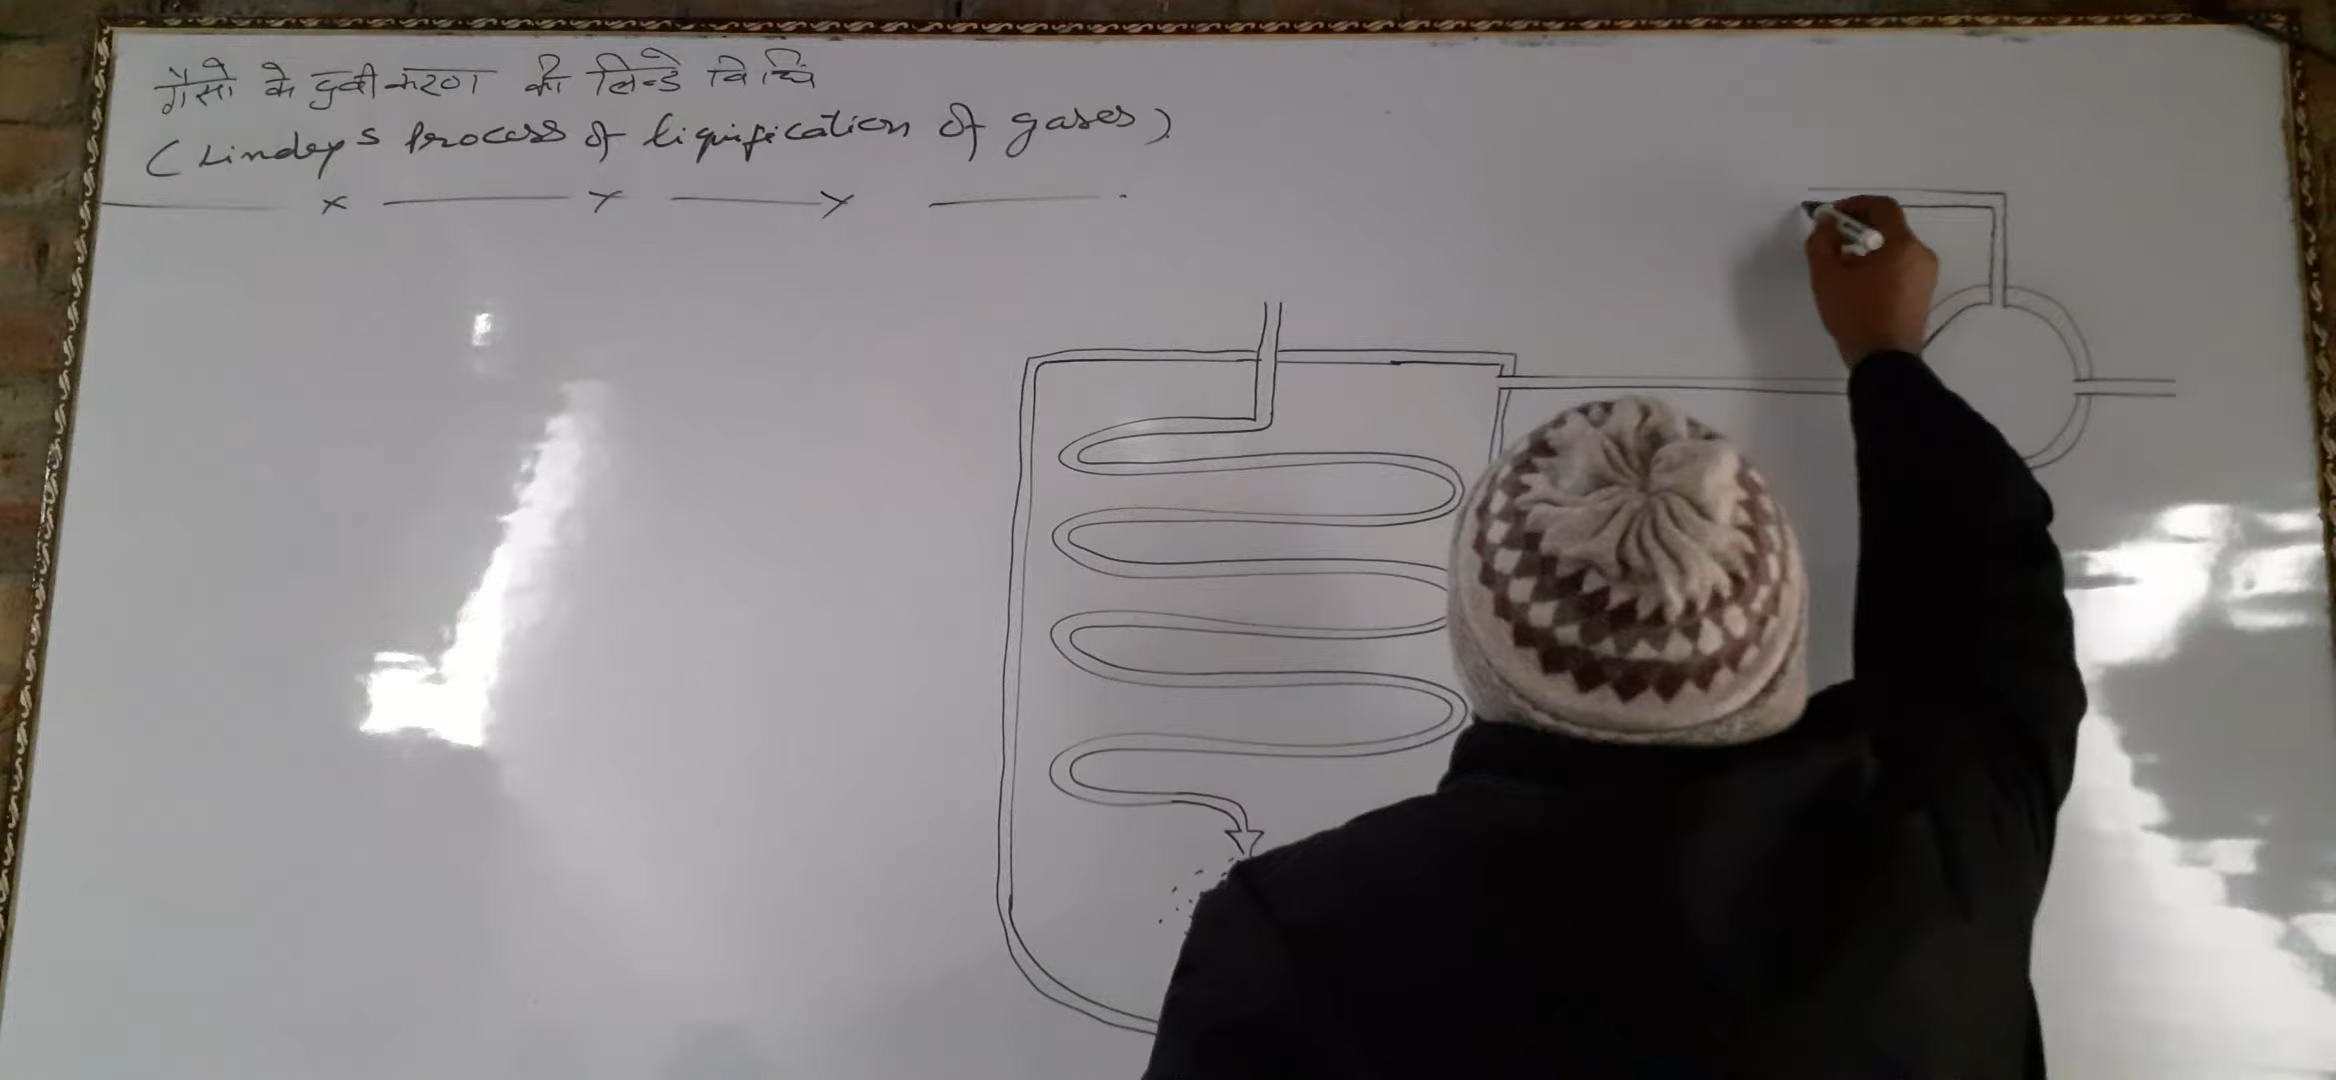 गैसो के द्रवीकरण की लिन्डे विधि
(Lindey's Process of liquification of gases)